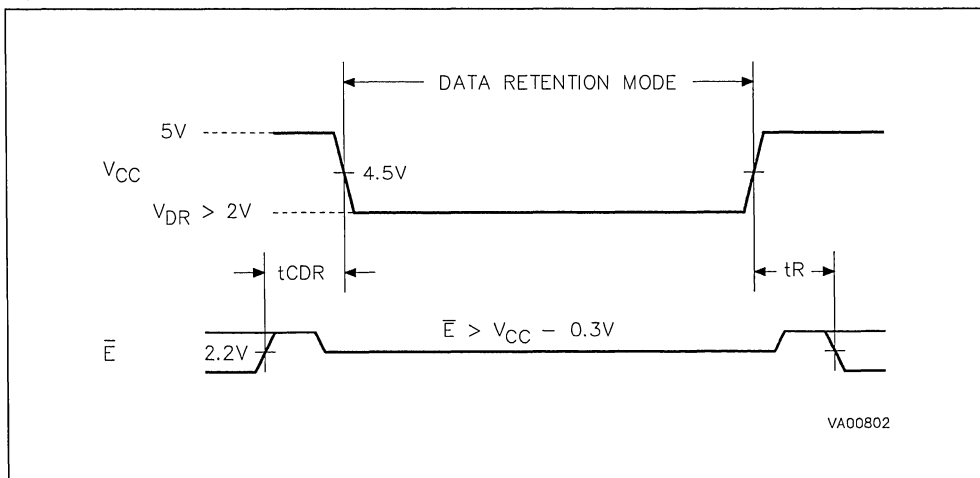 DATA RETENTION MODE
5V
VCC
4.5V
VDR > 2V
tCDR
tR
E̅ > VCC – 0.3V
E̅
2.2V
VA00802